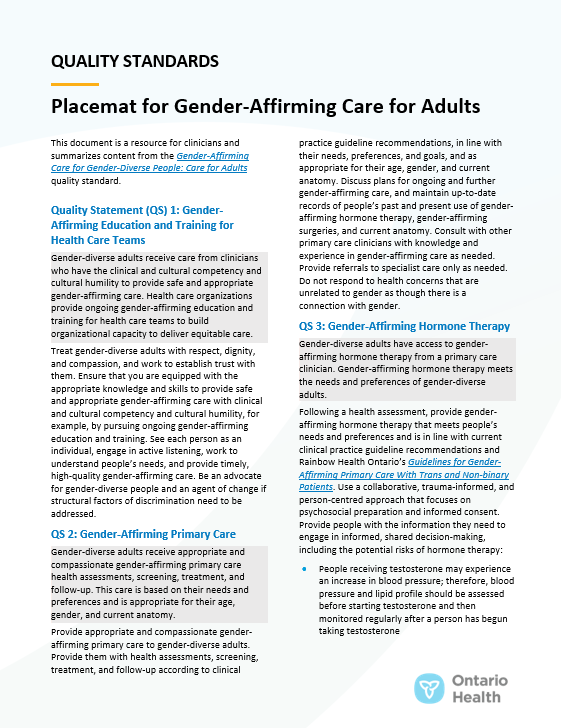 QUALITY STANDARDS
Placemat for Gender-Affirming Care for Adults
This document is a resource for clinicians and
summarizes content from the Gender-Affirming
Care for Gender-Diverse People: Care for Adults
quality standard.
Quality Statement (QS) 1: Gender-
Affirming Education and Training for
Health Care Teams
Gender-diverse adults receive care from clinicians
who have the clinical and cultural competency and
cultural humility to provide safe and appropriate
gender-affirming care. Health care organizations
provide ongoing gender-affirming education and
training for health care teams to build
organizational capacity to deliver equitable care.
Treat gender-diverse adults with respect, dignity,
and compassion, and work to establish trust with
them. Ensure that you are equipped with the
appropriate knowledge and skills to provide safe
and appropriate gender-affirming care with clinical
and cultural competency and cultural humility, for
example, by pursuing ongoing gender-affirming
education and training. See each person as an
individual, engage in active listening, work to
understand people's needs, and provide timely,
high-quality gender-affirming care. Be an advocate
for gender-diverse people and an agent of change if
structural factors of discrimination need to be
addressed.
QS 2: Gender-Affirming Primary Care
Gender-diverse adults receive appropriate and
compassionate gender-affirming primary care
health assessments, screening, treatment, and
follow-up. This care is based on their needs and
preferences and is appropriate for their age,
gender, and current anatomy.
Provide appropriate and compassionate gender-
affirming primary care to gender-diverse adults.
Provide them with health assessments, screening,
treatment, and follow-up according to clinical
practice guideline recommendations, in line with
their needs, preferences, and goals, and as
appropriate for their age, gender, and current
anatomy. Discuss plans for ongoing and further
gender-affirming care, and maintain up-to-date
records of people's past and present use of gender-
affirming hormone therapy, gender-affirming
surgeries, and current anatomy. Consult with other
primary care clinicians with knowledge and
experience in gender-affirming care as needed.
Provide referrals to specialist care only as needed.
Do not respond to health concerns that are
unrelated to gender as though there is a
connection with gender.
QS 3: Gender-Affirming Hormone Therapy
Gender-diverse adults have access to gender-
affirming hormone therapy from a primary care
clinician. Gender-affirming hormone therapy meets
the needs and preferences of gender-diverse
adults.
Following a health assessment, provide gender-
affirming hormone therapy that meets people's
needs and preferences and is in line with current
clinical practice guideline recommendations and
Rainbow Health Ontario's Guidelines for Gender-
Affirming Primary Care With Trans and Non-binary
Patients. Use a collaborative, trauma-informed, and
person-centred approach that focuses on
psychosocial preparation and informed consent.
Provide people with the information they need to
engage in informed, shared decision-making,
including the potential risks of hormone therapy:
• People receiving testosterone may experience
an increase in blood pressure; therefore, blood
pressure and lipid profile should be assessed
before starting testosterone and then
monitored regularly after a person has begun
taking testosterone
Ontario
Health